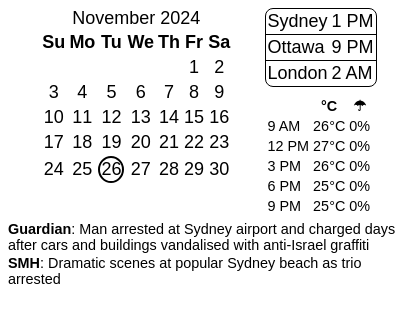 November 2024
Su Mo Tu We Th Fr Sa
1 2
3 4 5 6 7 8 9
10 11 12 13 14 15 16
17 18 19 20 21 22 23
24 25 26 27 28 29 30
Sydney 1 PM
Ottawa 9 PM
London 2 AM
°C ☂
9 AM 26°C 0%
12 PM 27°C 0%
3 PM 26°C 0%
6 PM 25°C 0%
9 PM 25°C 0%
Guardian: Man arrested at Sydney airport and charged days
after cars and buildings vandalised with anti-Israel graffiti
SMH: Dramatic scenes at popular Sydney beach as trio
arrested